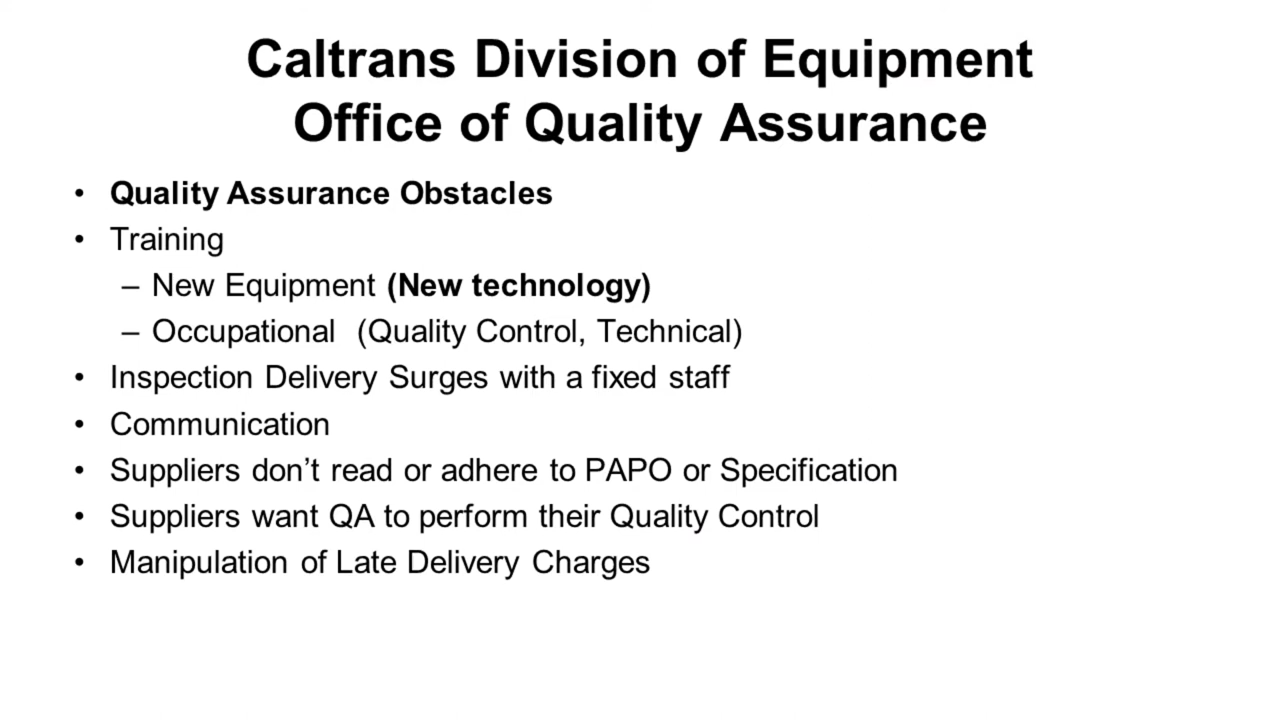 Caltrans Division of Equipment
Office of Quality Assurance
• Quality Assurance Obstacles
• Training
– New Equipment (New technology)
– Occupational  (Quality Control, Technical)
• Inspection Delivery Surges with a fixed staff
• Communication
• Suppliers don’t read or adhere to PAPO or Specification
• Suppliers want QA to perform their Quality Control
• Manipulation of Late Delivery Charges